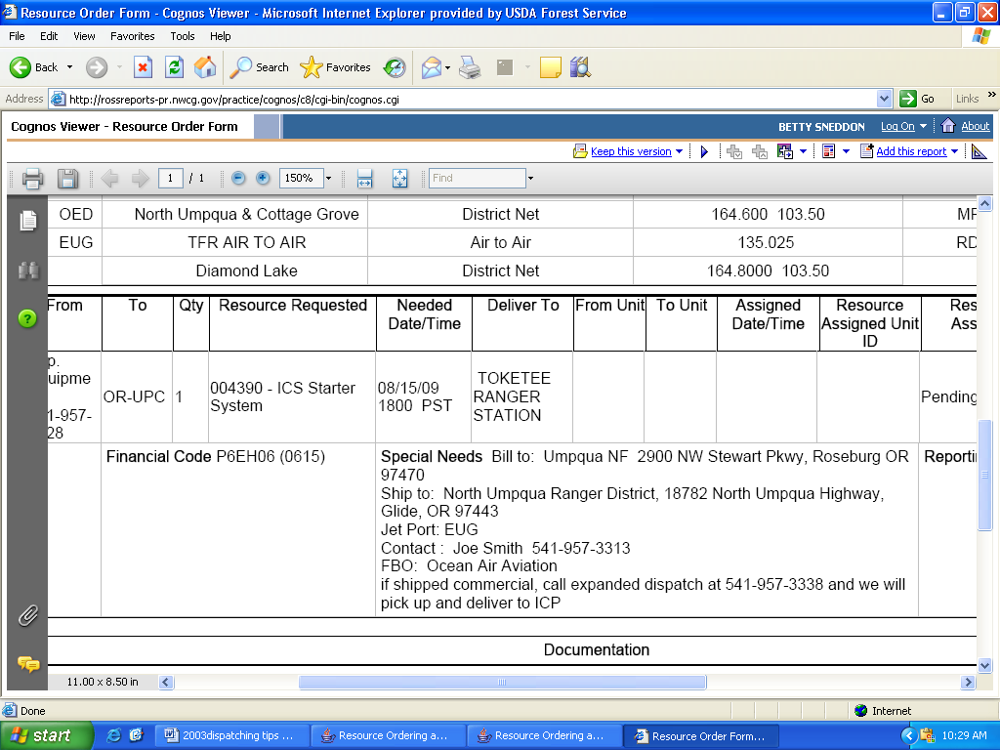 Resource Order Form - Cognos Viewer - Microsoft Internet Explorer provided by USDA Forest Service
File Edit View Favorites Tools Help
Back Search Favorites
Address http://rossreports-pr.nwcg.gov/practice/cognos/c8/cgi-bin/cognos.cgi Go Links »
Cognos Viewer - Resource Order Form BETTY SNEDDON Log On About
Keep this version Add this report
1 / 1 150% Find
OED North Umpqua & Cottage Grove District Net 164.600 103.50 MF
EUG TFR AIR TO AIR Air to Air 135.025 RD
Diamond Lake District Net 164.8000 103.50
From To Qty Resource Requested Needed Date/Time Deliver To From Unit To Unit Assigned Date/Time Resource Assigned Unit ID Res Ass
p.
uipme
1-957-
28
OR-UPC 1 004390 - ICS Starter System 08/15/09 1800 PST TOKETEE RANGER STATION Pending
Financial Code P6EH06 (0615)
Special Needs Bill to: Umpqua NF 2900 NW Stewart Pkwy, Roseburg OR
97470
Ship to: North Umpqua Ranger District, 18782 North Umpqua Highway,
Glide, OR 97443
Jet Port: EUG
Contact : Joe Smith 541-957-3313
FBO: Ocean Air Aviation
if shipped commercial, call expanded dispatch at 541-957-3338 and we will
pick up and deliver to ICP
Reporti
Documentation
11.00 x 8.50 in
Done Internet
start 2003dispatching tips ... Resource Ordering a... Resource Ordering a... Resource Order Form... 10:29 AM